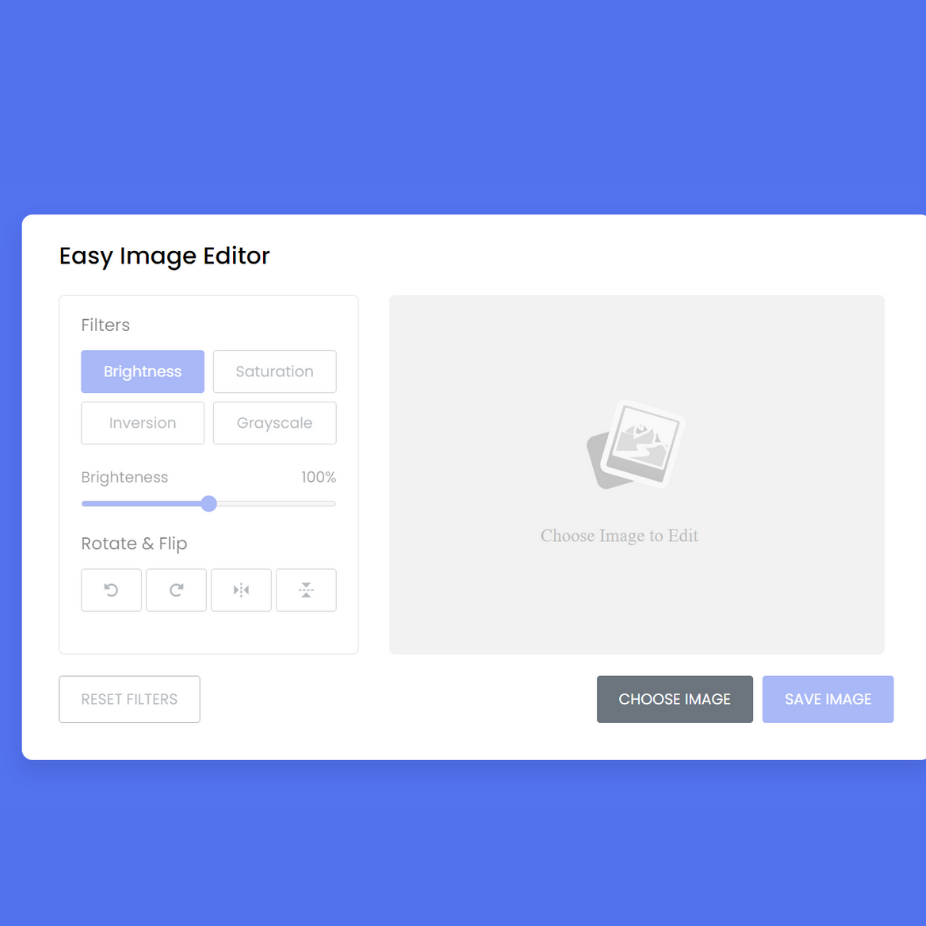 Easy Image Editor
Filters
Brightness Saturation
Inversion Grayscale
Brighteness 100%
Rotate & Flip
Choose Image to Edit
RESET FILTERS CHOOSE IMAGE SAVE IMAGE